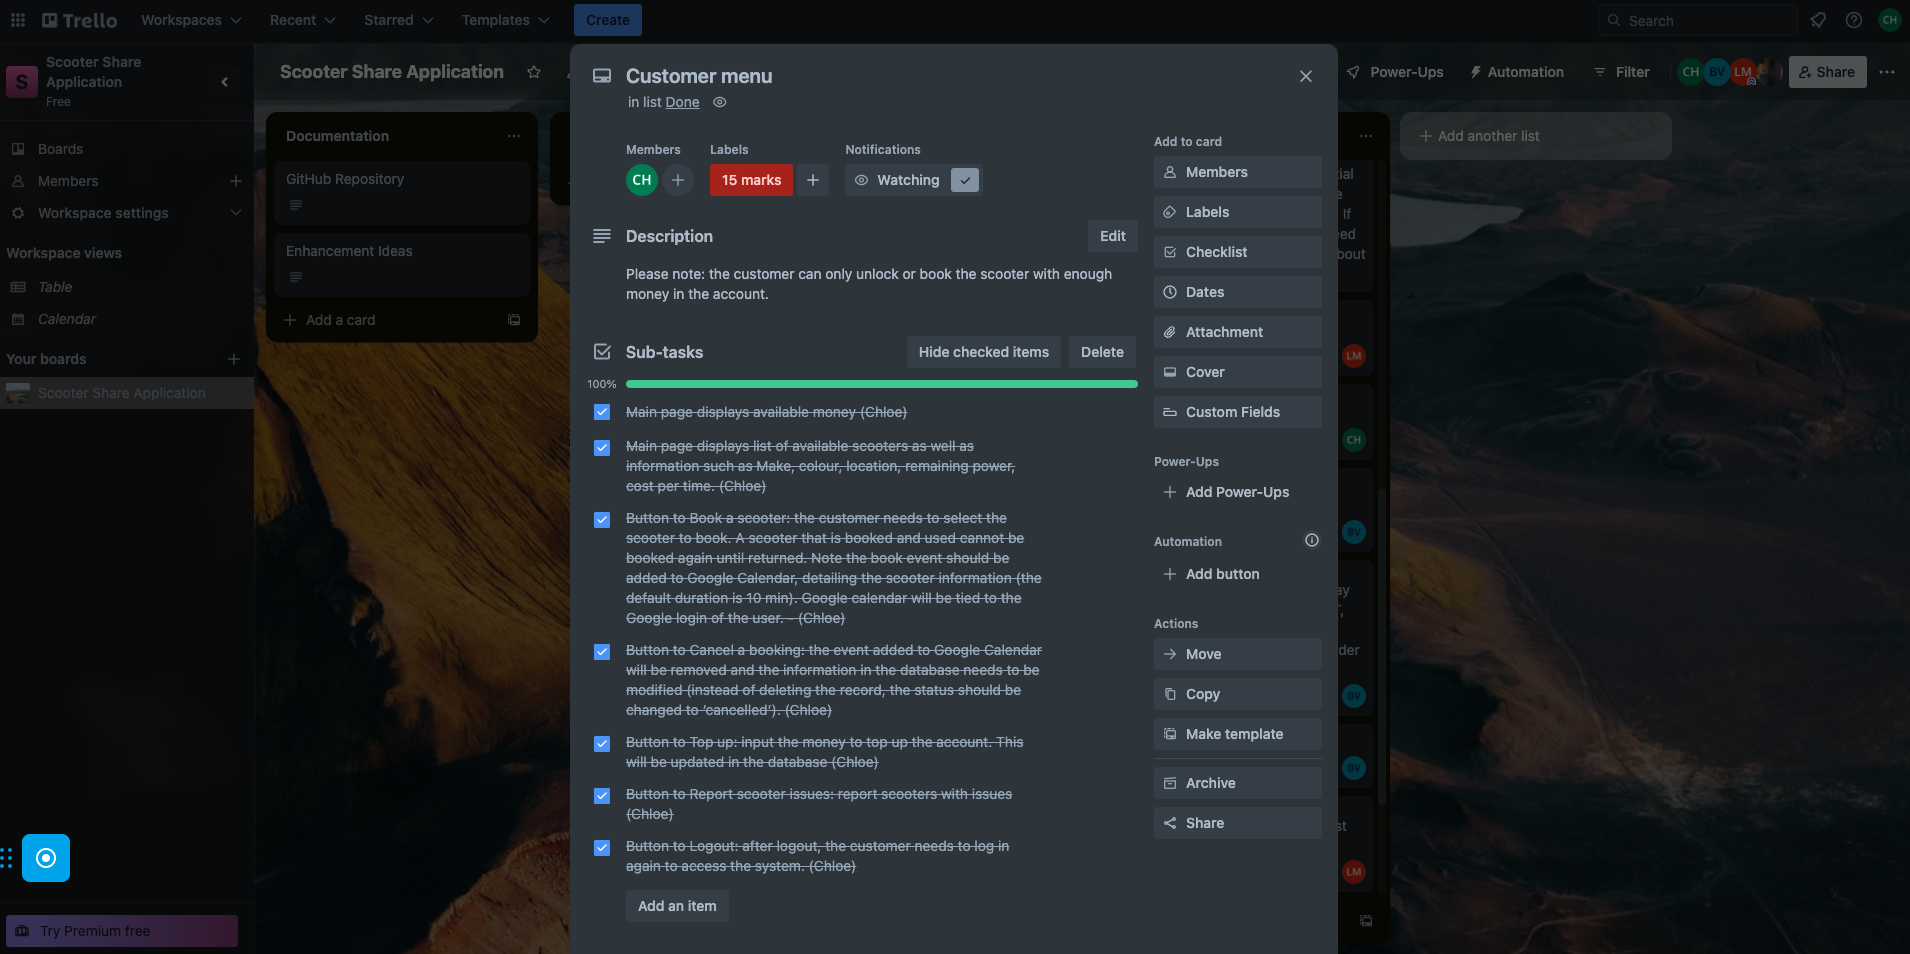 Trello
Workspaces
Recent
Starred
Templates
Create
Search
CH
S
Scooter Share
Application
Free
Boards
Members
Workspace settings
Workspace views
Table
Calendar
Your boards
Scooter Share Application
Try Premium free
Scooter Share Application
Power-Ups
Automation
Filter
CH
BV
LM
Share
Documentation
GitHub Repository
Enhancement Ideas
Add a card
Add another list
Customer menu
in list Done
Members
Labels
Notifications
CH
15 marks
Watching
Description
Edit
Please note: the customer can only unlock or book the scooter with enough
money in the account.
Sub-tasks
Hide checked items
Delete
100%
Main page displays available money (Chloe)
Main page displays list of available scooters as well as
information such as Make, colour, location, remaining power,
cost per time. (Chloe)
Button to Book a scooter: the customer needs to select the
scooter to book. A scooter that is booked and used cannot be
booked again until returned. Note the book event should be
added to Google Calendar, detailing the scooter information (the
default duration is 10 min). Google calendar will be tied to the
Google login of the user. - (Chloe)
Button to Cancel a booking: the event added to Google Calendar
will be removed and the information in the database needs to be
modified (instead of deleting the record, the status should be
changed to 'cancelled'). (Chloe)
Button to Top up: input the money to top up the account. This
will be updated in the database (Chloe)
Button to Report scooter issues: report scooters with issues
(Chloe)
Button to Logout: after logout, the customer needs to log in
again to access the system. (Chloe)
Add an item
Add to card
Members
Labels
Checklist
Dates
Attachment
Cover
Custom Fields
Power-Ups
Add Power-Ups
Automation
Add button
Actions
Move
Copy
Make template
Archive
Share
If
bout
LM
CH
BV
BV
BV
LM